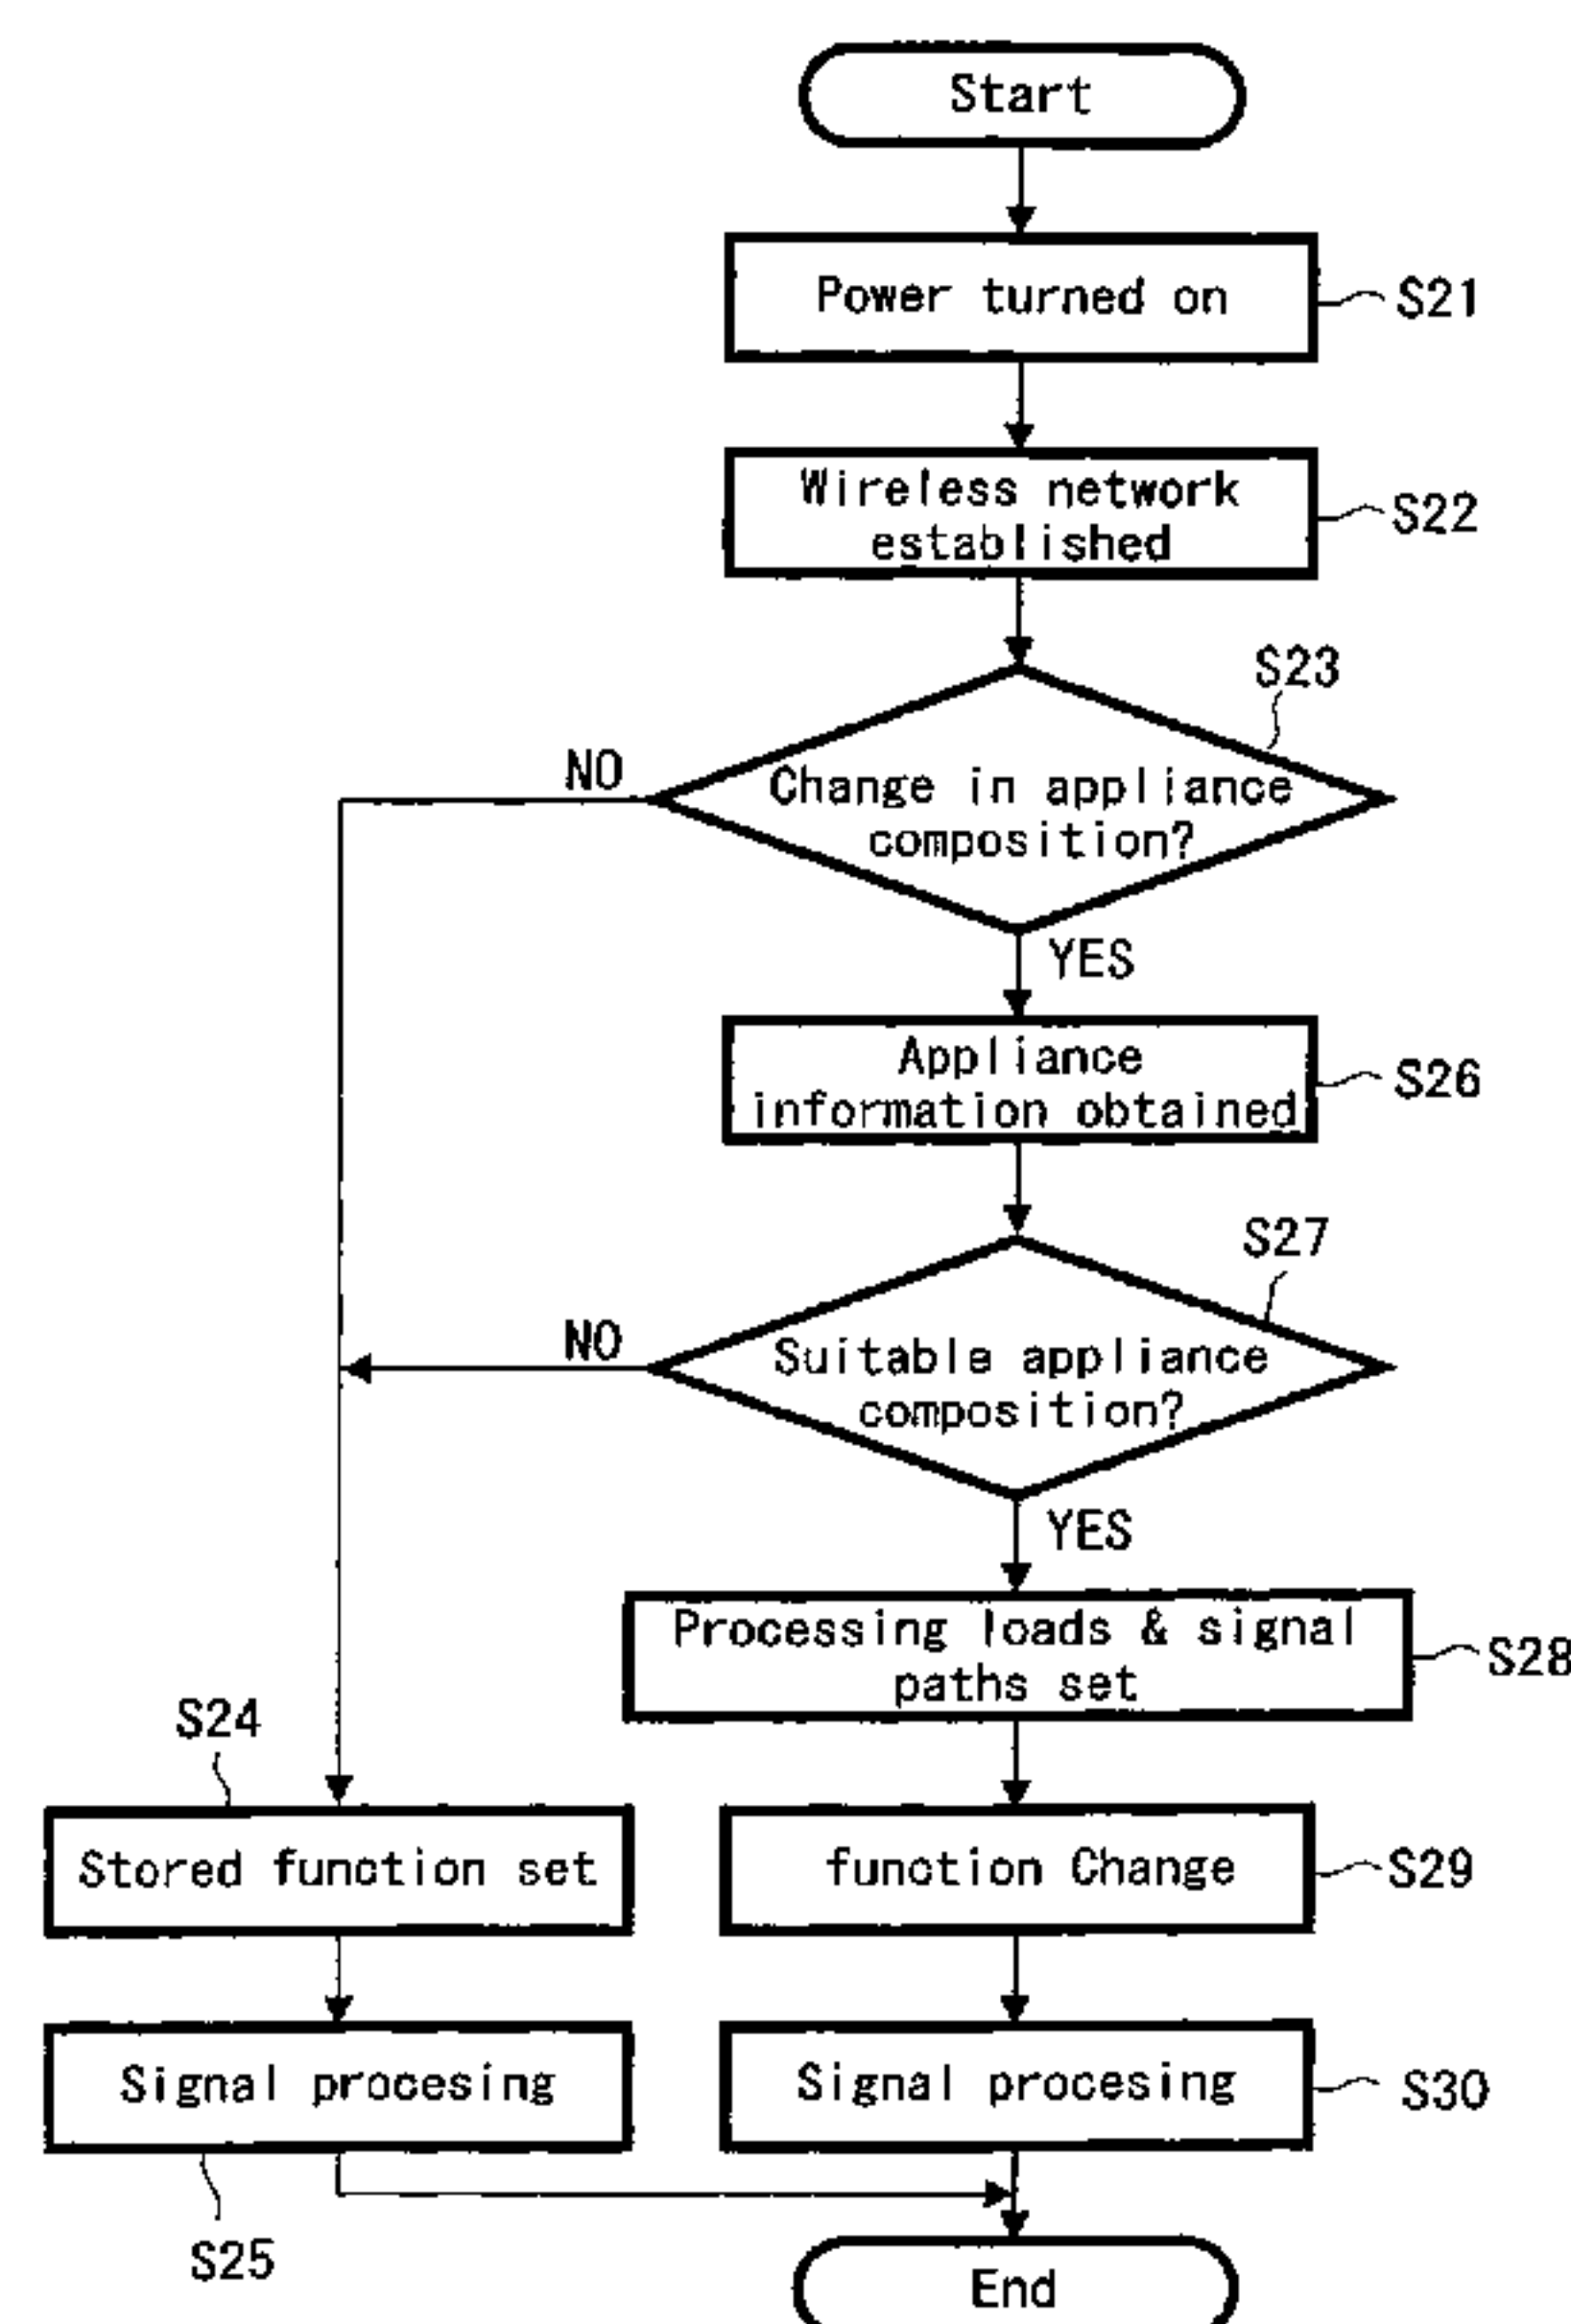 Start
Power turned on
S21
Wireless network
established
S22
S23
NO
Change in appliance
composition?
YES
Appliance
information obtained
S26
S27
NO
Suitable appliance
composition?
YES
Processing loads & signal
paths set
S28
S24
Stored function set
function Change
S29
Signal procesing
Signal procesing
S30
S25
End